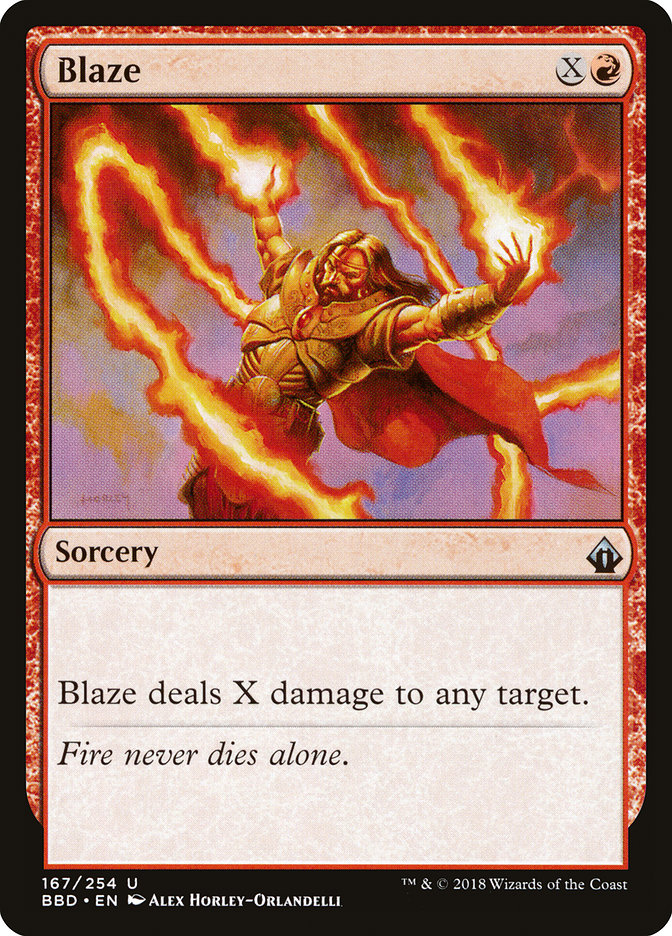 Blaze
X
HORLEY
Sorcery
Blaze deals X damage to any target.
Fire never dies alone.
167/254 U
BBD • EN Alex Horley-Orlandelli
™ & © 2018 Wizards of the Coast